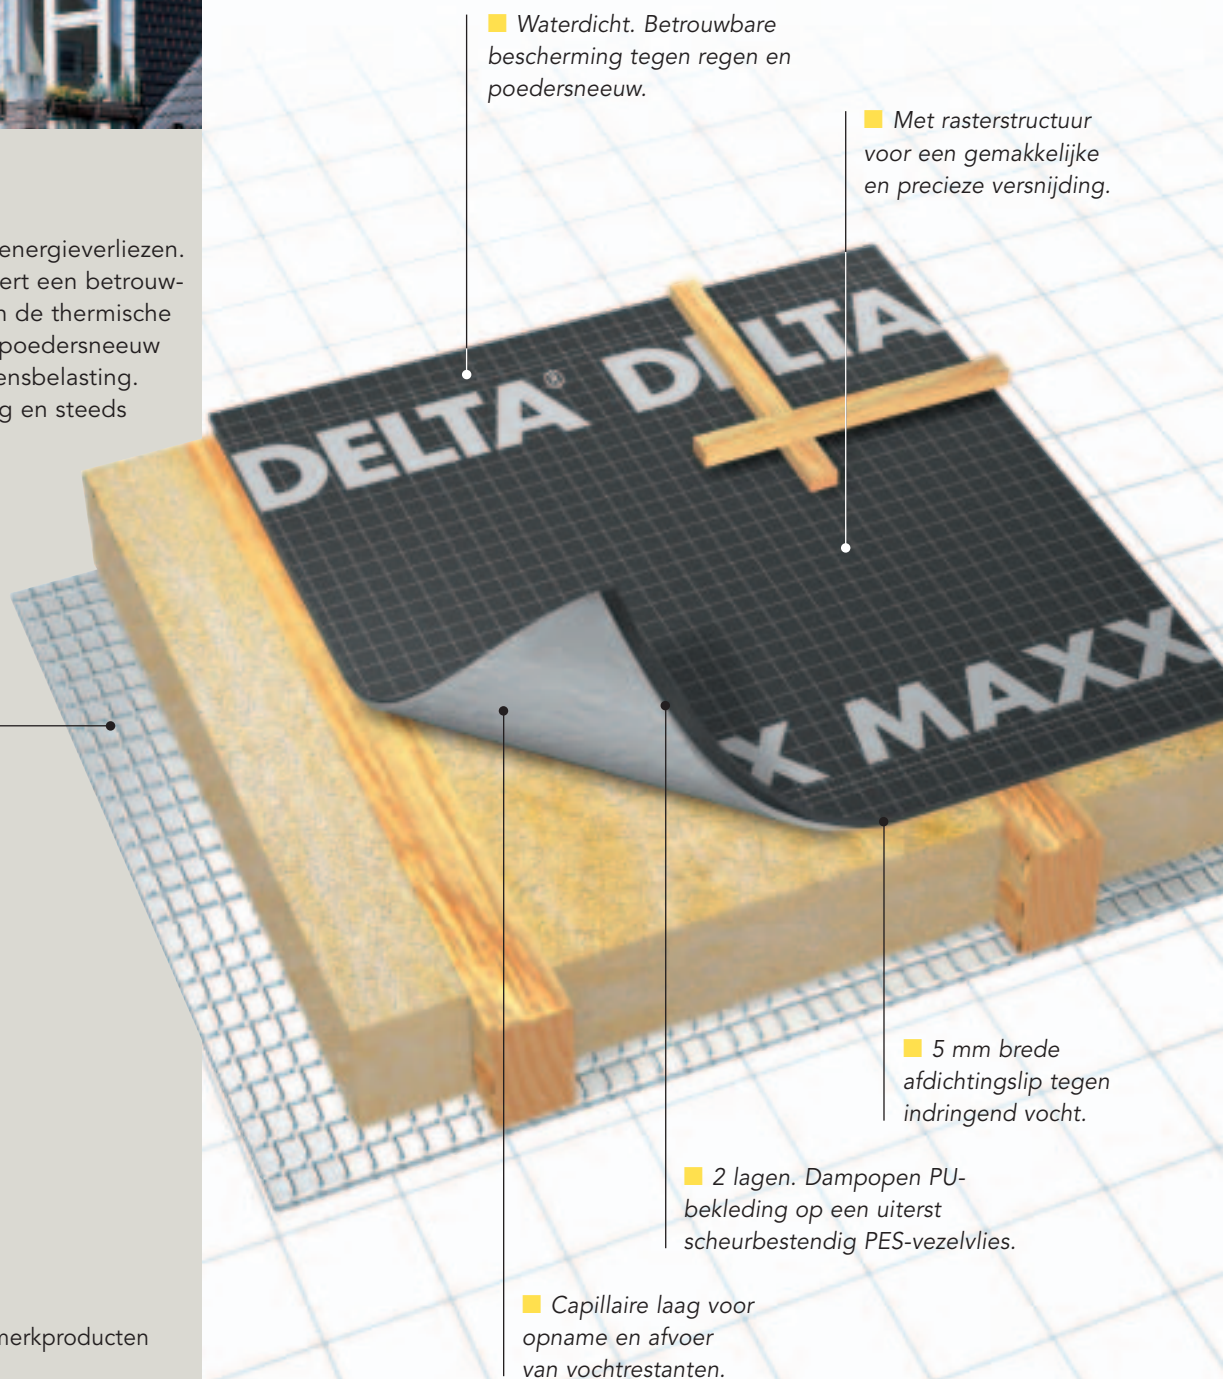 Waterdicht. Betrouwbare
bescherming tegen regen en
poedersneeuw.
Met rasterstructuur
voor een gemakkelijke
en precieze versnijding.
energieverliezen.
ert een betrouw-
n de thermische
poedersneeuw
ensbelasting.
g en steeds
DELTA® DELTA
X MAXX
5 mm brede
afdichtingslip tegen
indringend vocht.
2 lagen. Dampopen PU-
bekleding op een uiterst
scheurbestendig PES-vezelvlies.
Capillaire laag voor
opname en afvoer
van vochtrestanten.
merkproducten